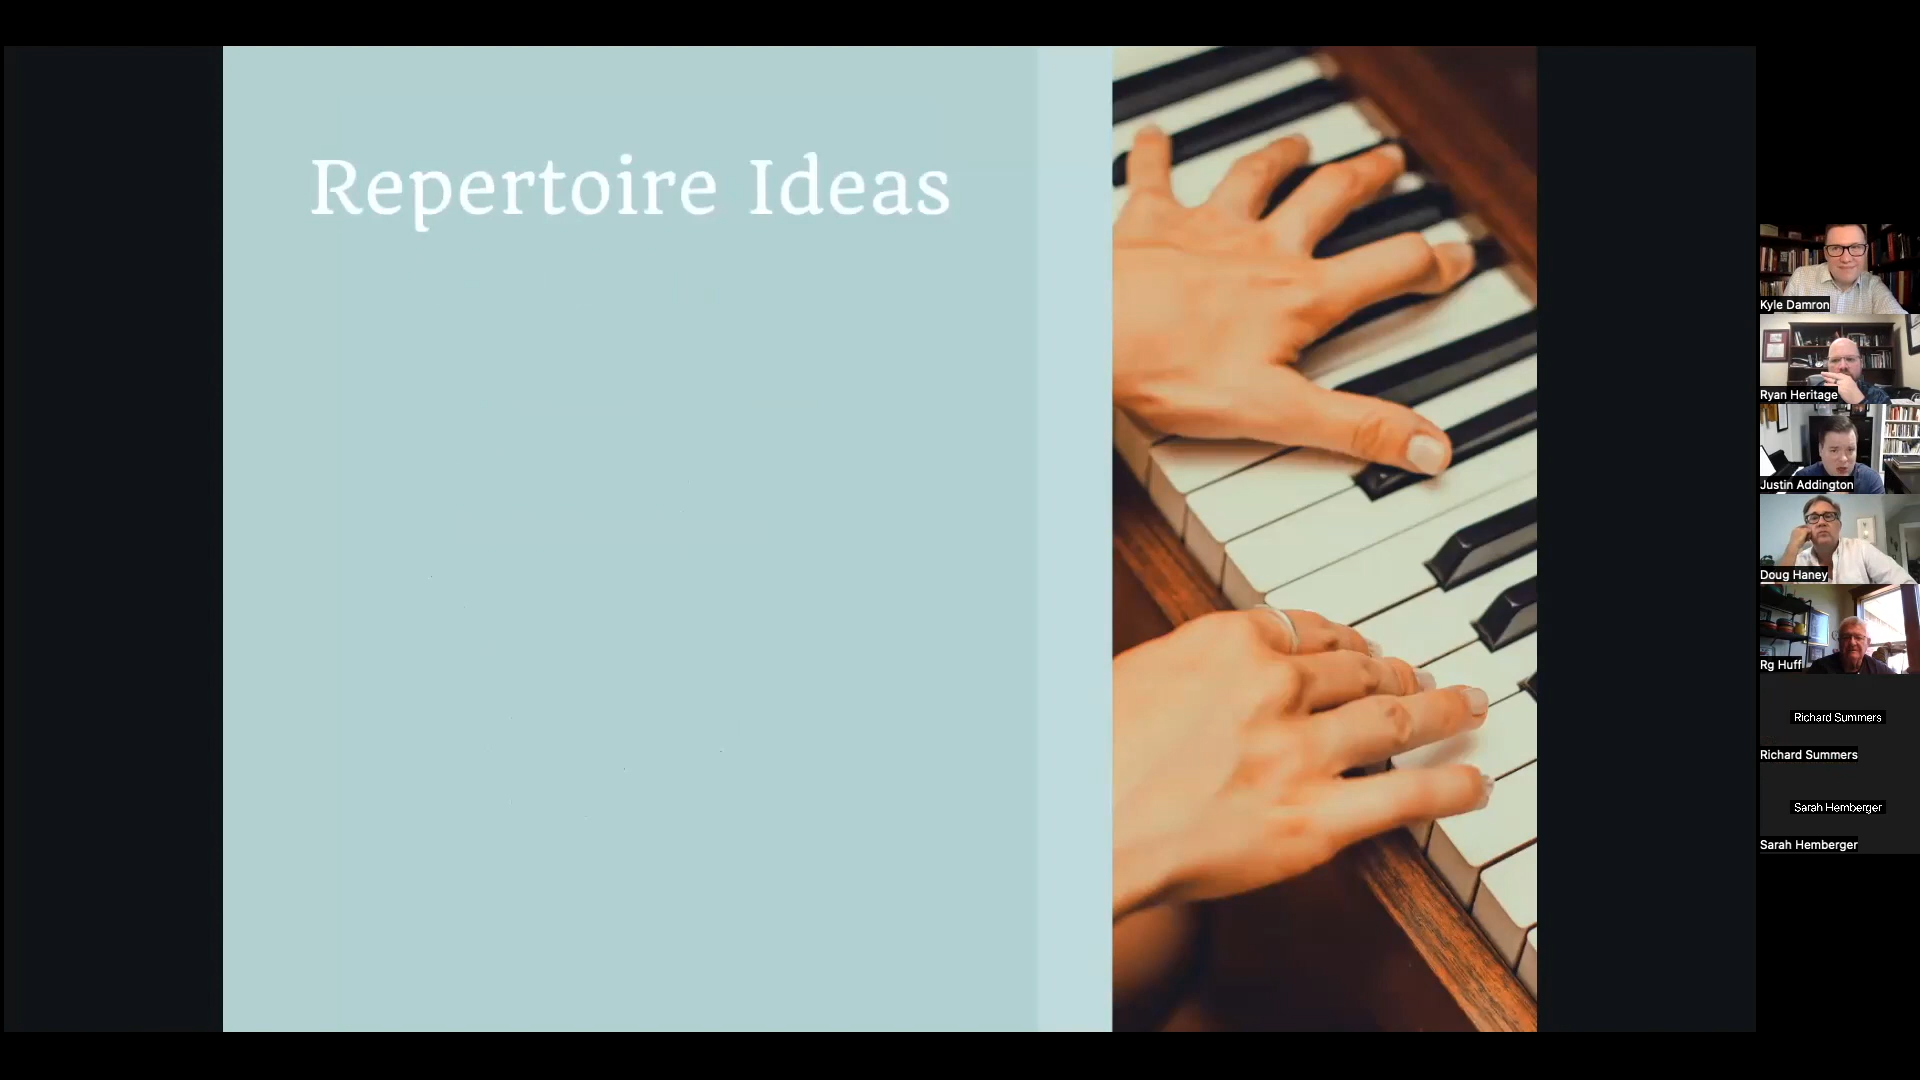 Repertoire Ideas
Kyle Damron
Ryan Heritage
Justin Addington
Doug Haney
Rg Huff
Richard Summers
Richard Summers
Sarah Hemberger
Sarah Hemberger